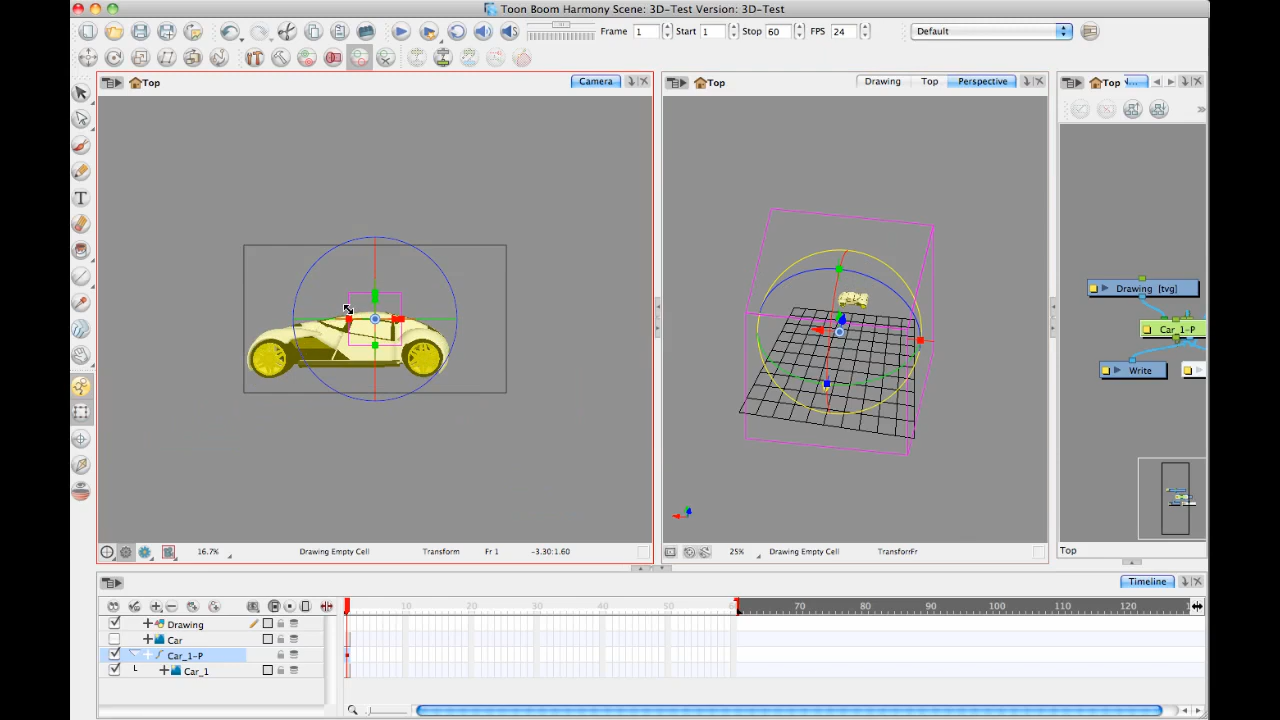 Toon Boom Harmony Scene: 3D-Test Version: 3D-Test
Frame 1 Start 1 Stop 60 FPS 24 Default
Top Camera
Top Drawing Top Perspective
Top N...
Drawing [tvg]
Car_1-P
Write
16.7% Drawing Empty Cell Transform Fr 1 -3.30:1.60
25% Drawing Empty Cell TransformFr
Top
Timeline
10 20 30 40 50 60 70 80 90 100 110 120
Drawing
Car
Car_1-P
Car_1